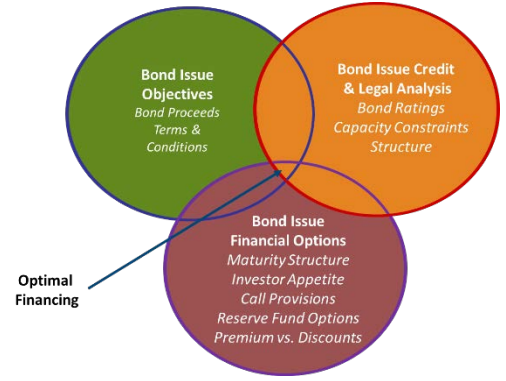 Bond Issue
Objectives
Bond Proceeds
Terms &
Conditions
Bond Issue Credit
& Legal Analysis
Bond Ratings
Capacity Constraints
Structure
Bond Issue
Financial Options
Maturity Structure
Investor Appetite
Call Provisions
Reserve Fund Options
Premium vs. Discounts
Optimal
Financing